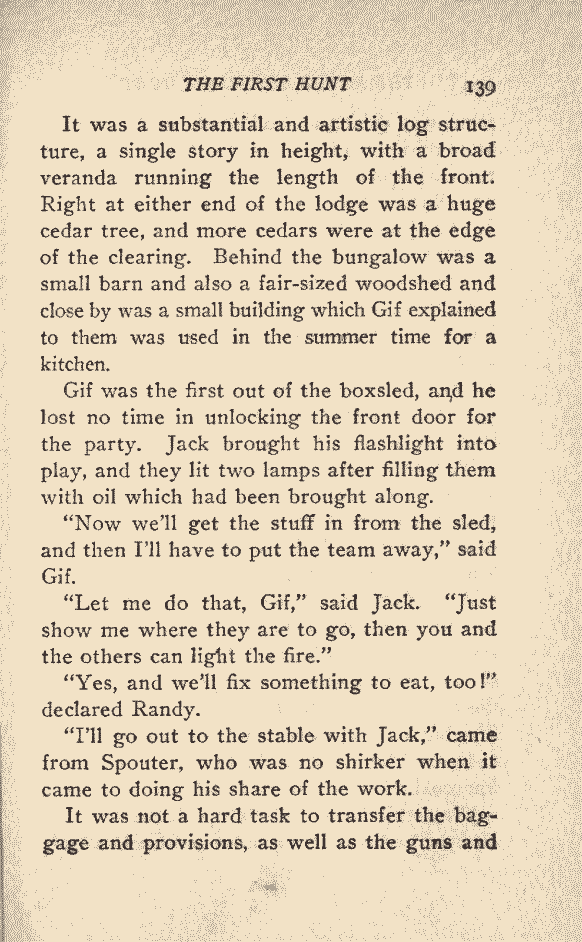 THE FIRST HUNT 139
It was a substantial and artistic log struc-
ture, a single story in height, with a broad
veranda running the length of the front.
Right at either end of the lodge was a huge
cedar tree, and more cedars were at the edge
of the clearing. Behind the bungalow was a
small barn and also a fair-sized woodshed and
close by was a small building which Gif explained
to them was used in the summer time for a
kitchen.
Gif was the first out of the boxsled, and he
lost no time in unlocking the front door for
the party. Jack brought his flashlight into
play, and they lit two lamps after filling them
with oil which had been brought along.
"Now we'll get the stuff in from the sled,
and then I'll have to put the team away," said
Gif.
"Let me do that, Gif," said Jack. "Just
show me where they are to go, then you and
the others can light the fire."
"Yes, and we'll fix something to eat, too!"
declared Randy.
"I'll go out to the stable with Jack," came
from Spouter, who was no shirker when it
came to doing his share of the work.
It was not a hard task to transfer the bag-
gage and provisions, as well as the guns and